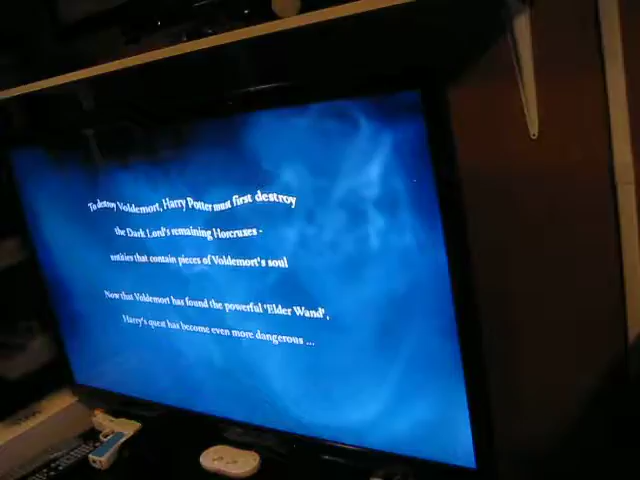 To destroy Voldemort, Harry Potter must first destroy
the Dark Lord's remaining Horcruxes -
entities that contain pieces of Voldemort's soul
Now that Voldemort has found the powerful 'Elder Wand',
Harry's quest has become even more dangerous ...